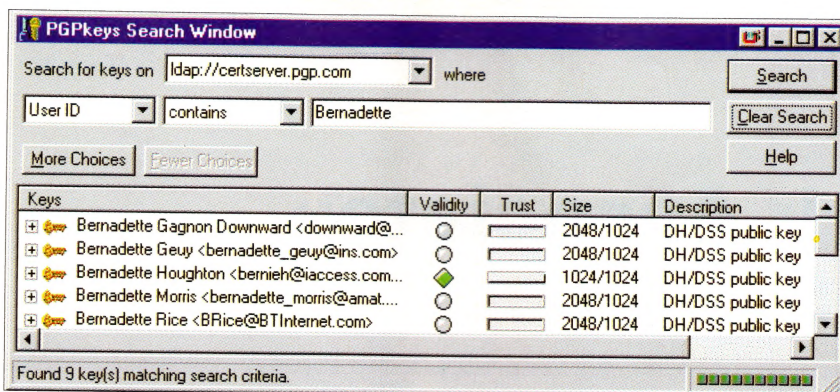 PGPkeys Search Window
Search for keys on ldap://certserver.pgp.com where Search
User ID contains Bernadette Clear Search
More Choices Fewer Choices Help
Keys Validity Trust Size Description
Bernadette Gagnon Downward <downward@... 2048/1024 DH/DSS public key
Bernadette Geuy <bernadette_geuy@ins.com> 2048/1024 DH/DSS public key
Bernadette Houghton <bernieh@iaccess.com... 1024/1024 DH/DSS public key
Bernadette Morris <bernadette_morris@amat.... 2048/1024 DH/DSS public key
Bernadette Rice <BRice@BTInternet.com> 2048/1024 DH/DSS public key
Found 9 key(s) matching search criteria.